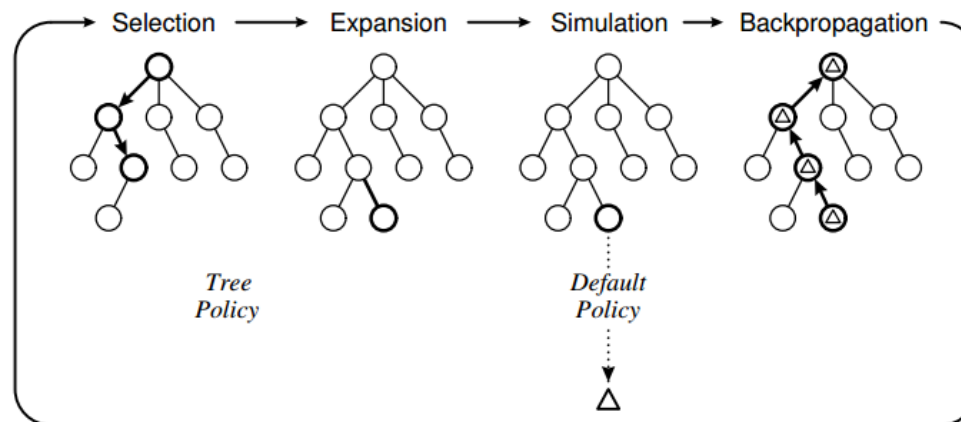 Selection
Expansion
Simulation
Backpropagation
Tree
Policy
Default
Policy